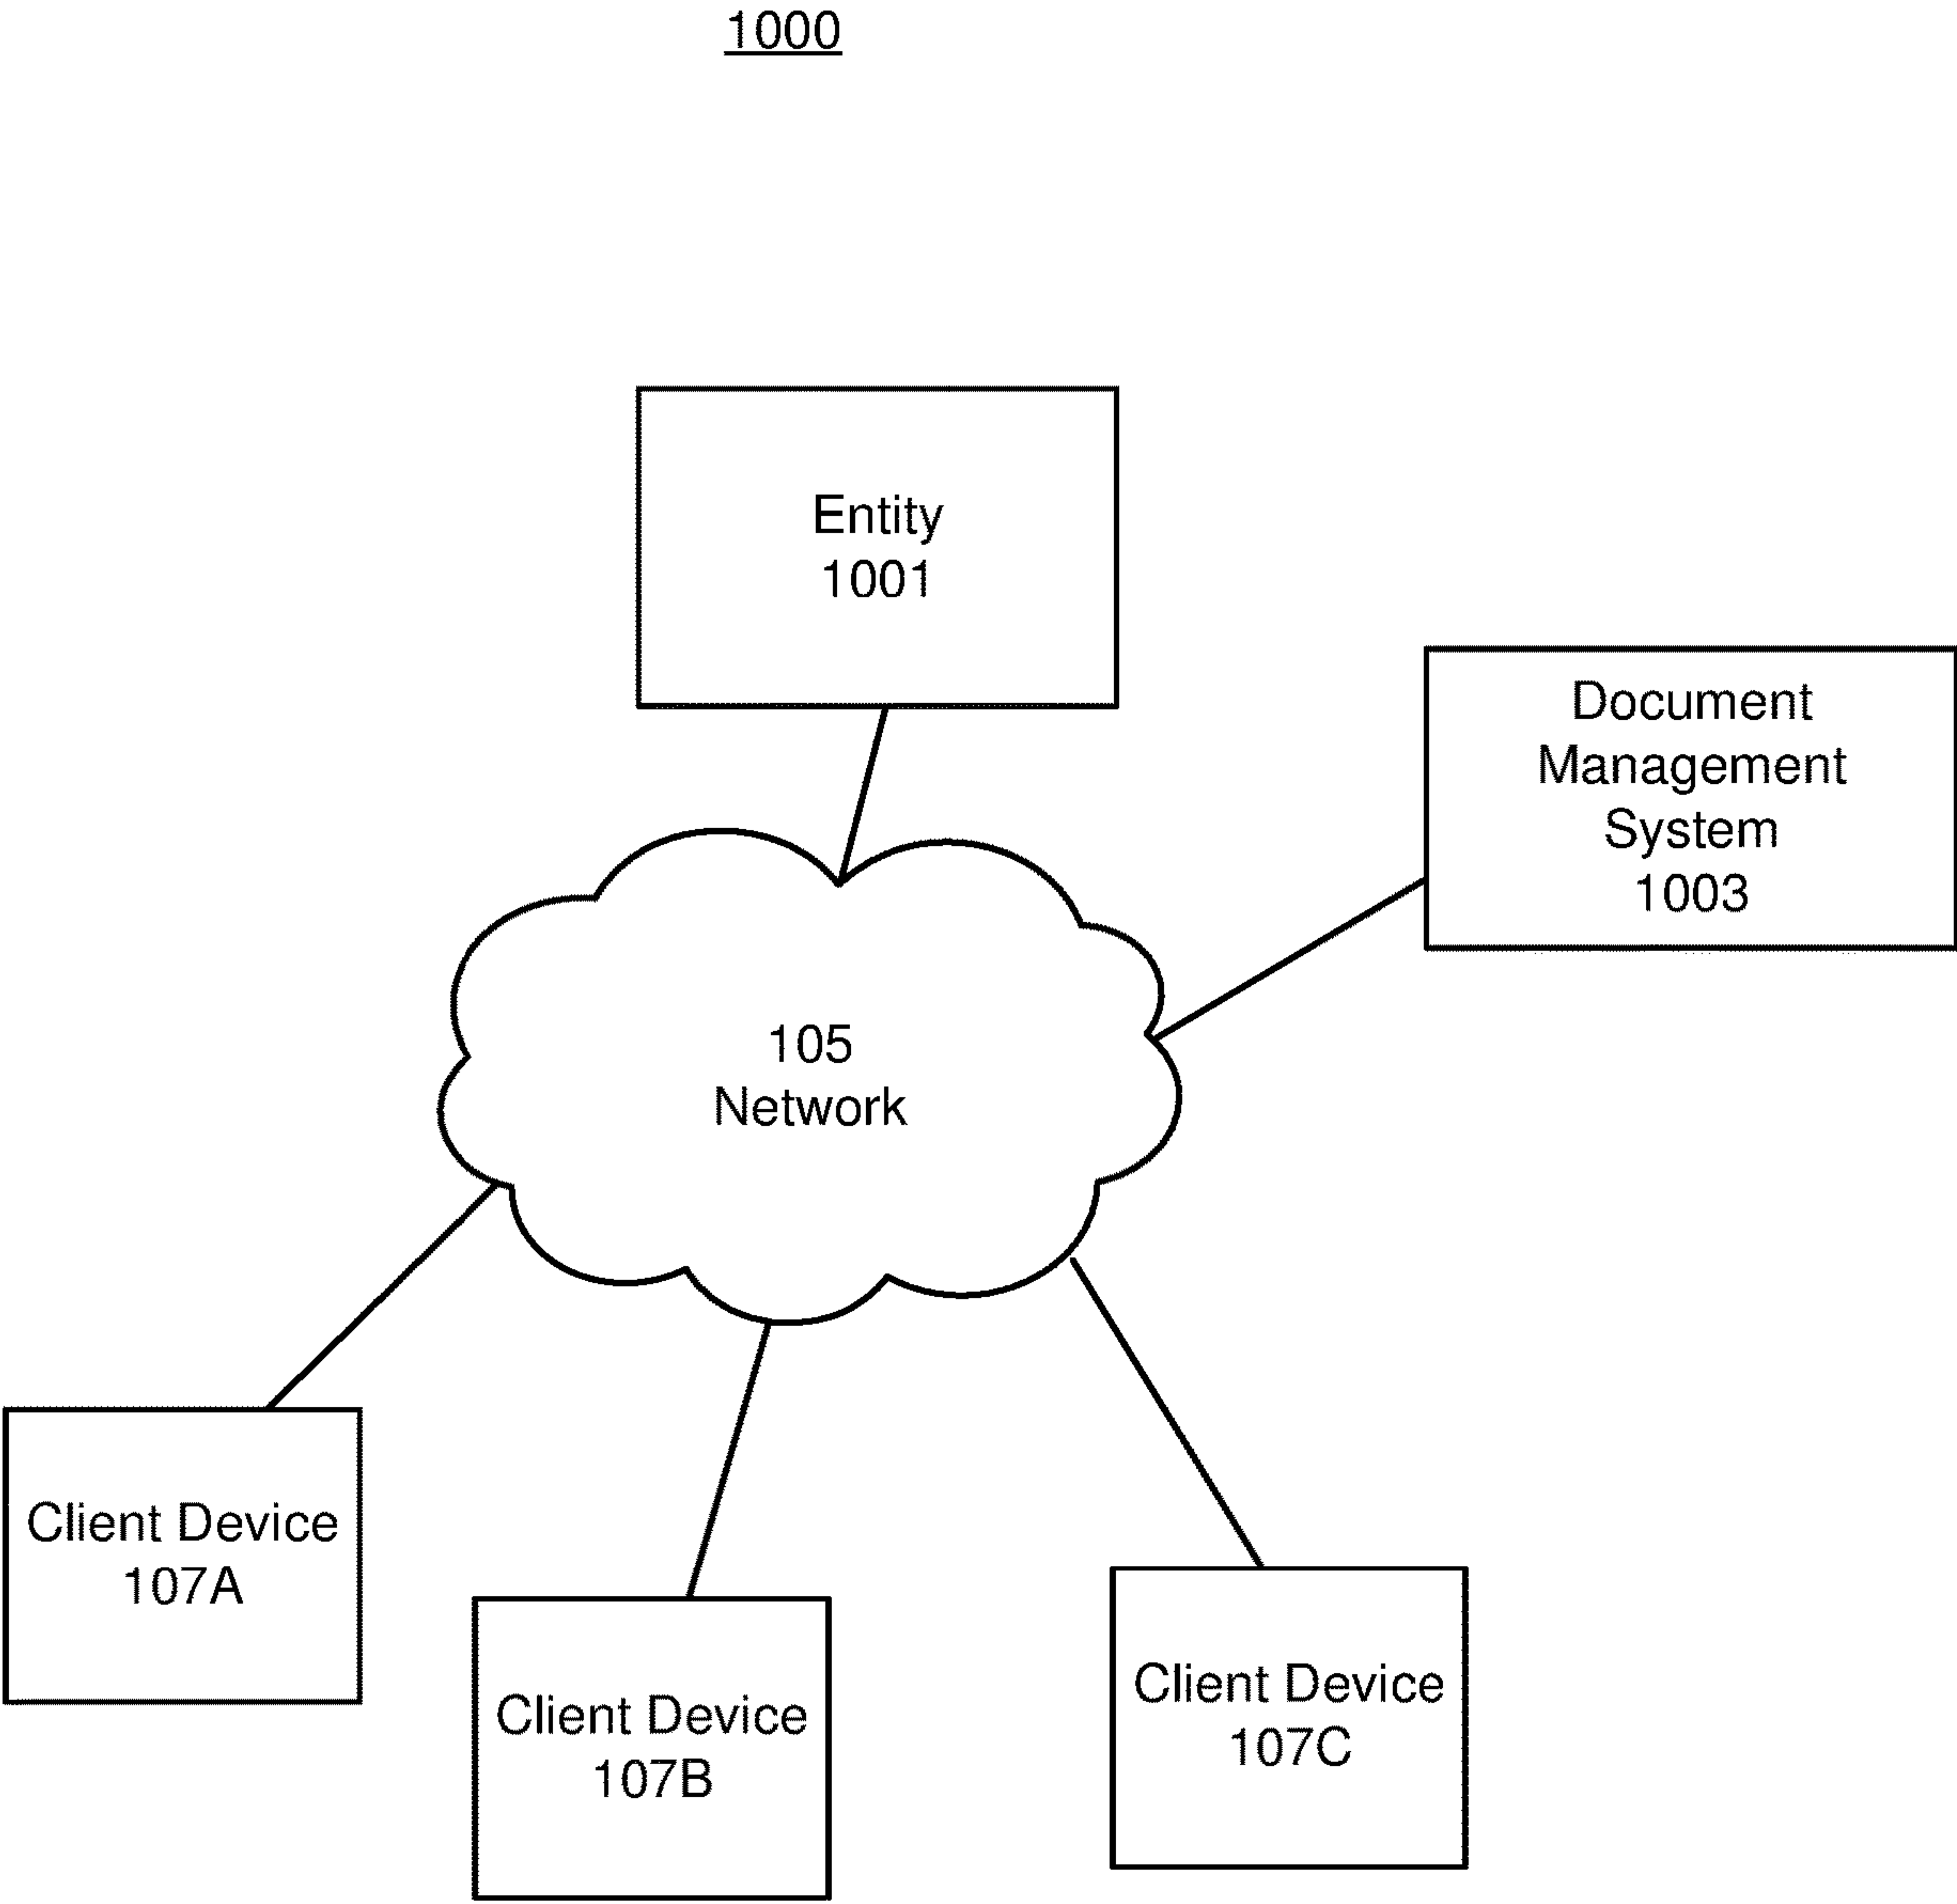 1000
Entity
1001
Document
Management
System
1003
105
Network
Client Device
107A
Client Device
107B
Client Device
107C